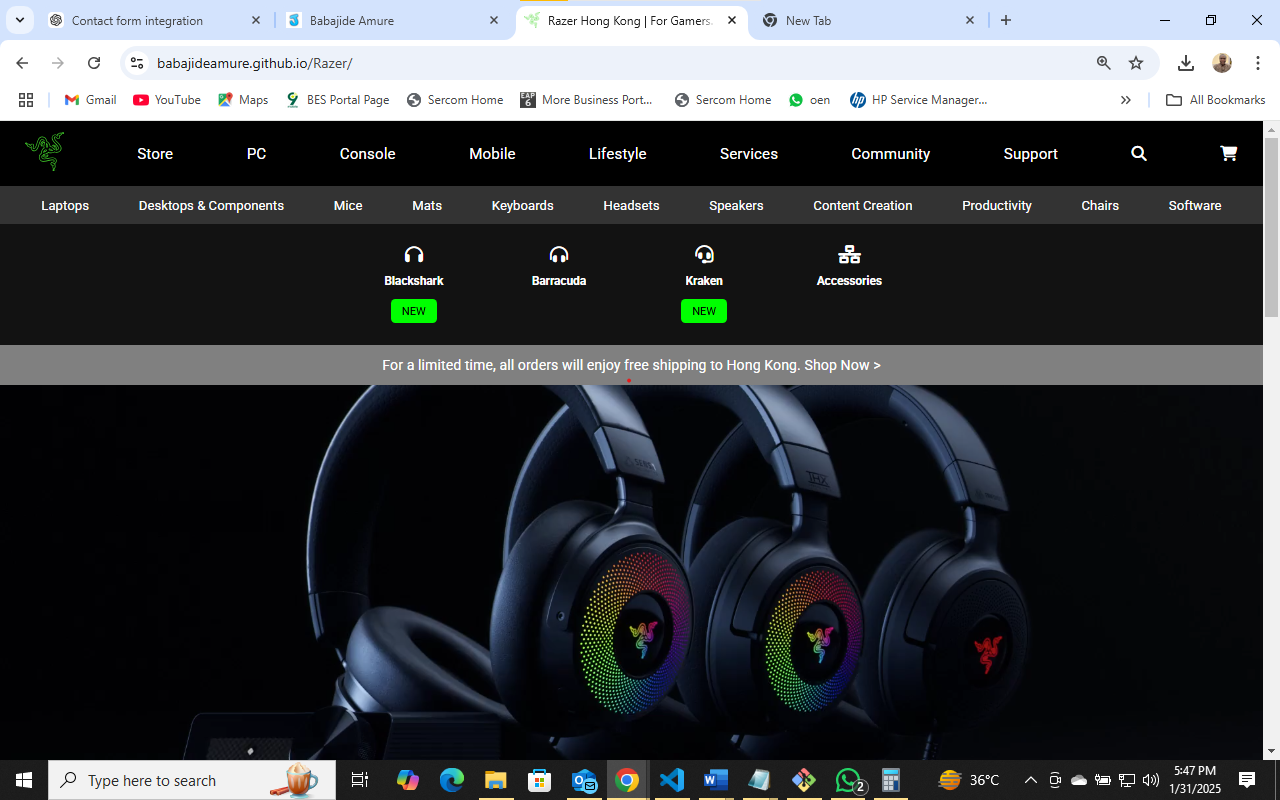 Contact form integration
Babajide Amure
Razer Hong Kong | For Gamers.
New Tab
babajideamure.github.io/Razer/
Gmail
YouTube
Maps
BES Portal Page
Sercom Home
EAP 6
More Business Port...
Sercom Home
oen
hp
HP Service Manager...
All Bookmarks
Store PC Console Mobile Lifestyle Services Community Support
Laptops Desktops & Components Mice Mats Keyboards Headsets Speakers Content Creation Productivity Chairs Software
Blackshark Barracuda Kraken Accessories
NEW NEW
For a limited time, all orders will enjoy free shipping to Hong Kong. Shop Now >
THX
Type here to search
2
36°C
5:47 PM
1/31/2025